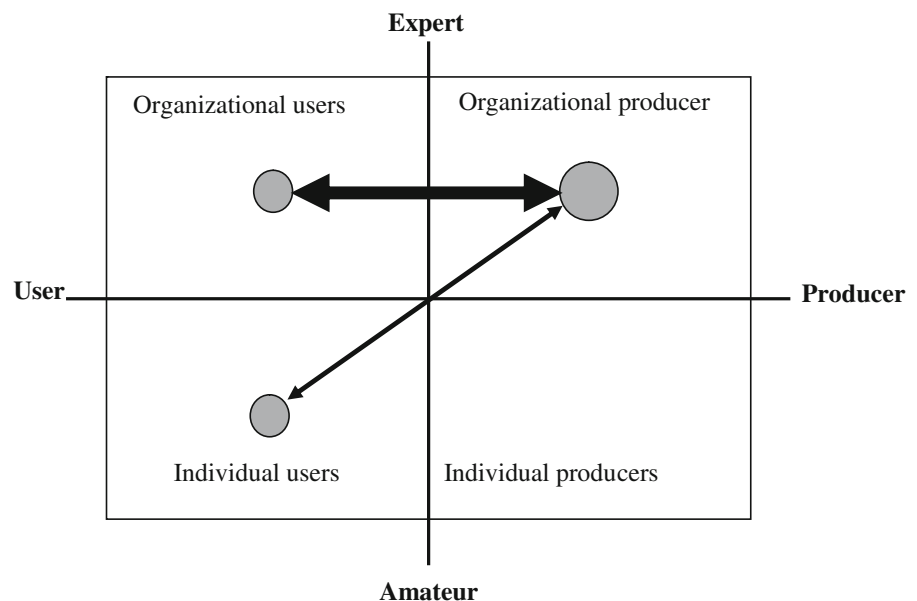 Expert
Organizational users
Organizational producer
User
Producer
Individual users
Individual producers
Amateur